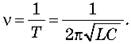 ν = 1/T = 1/(2π√LC).